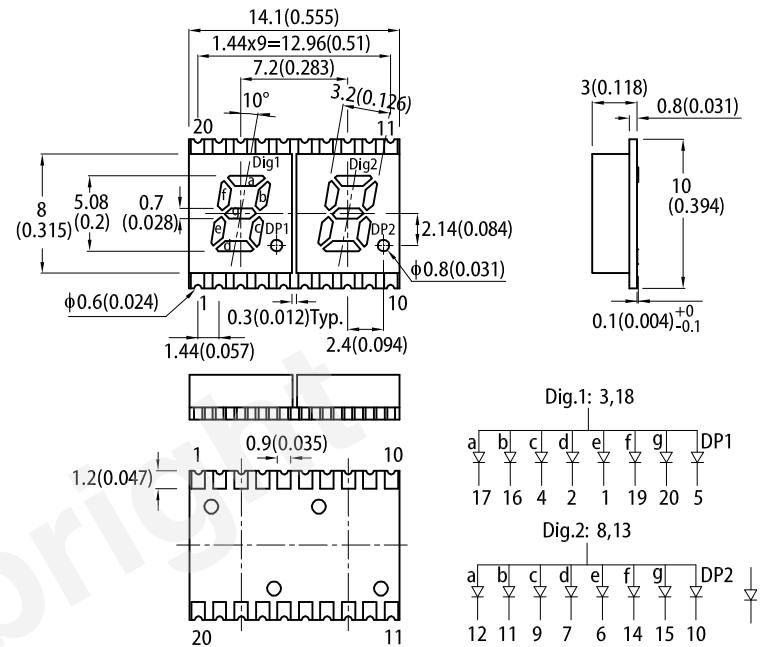 14.1(0.555)
1.44x9=12.96(0.51)
7.2(0.283)
3.2(0.126)
10°
20
11
Dig1
Dig2
a
b
f
g
e
c
d
DP1
DP2
8
(0.315)
5.08
(0.2)
0.7
(0.028)
2.14(0.084)
ϕ0.8(0.031)
ϕ0.6(0.024)
1
10
0.3(0.012)Typ.
1.44(0.057)
2.4(0.094)
3(0.118)
0.8(0.031)
10
(0.394)
0.1(0.004)+0 -0.1
1
0.9(0.035)
10
1.2(0.047)
20
11
Dig.1: 3,18
a b c d e f g DP1
17 16 4 2 1 19 20 5
Dig.2: 8,13
a b c d e f g DP2
12 11 9 7 6 14 15 10
bright